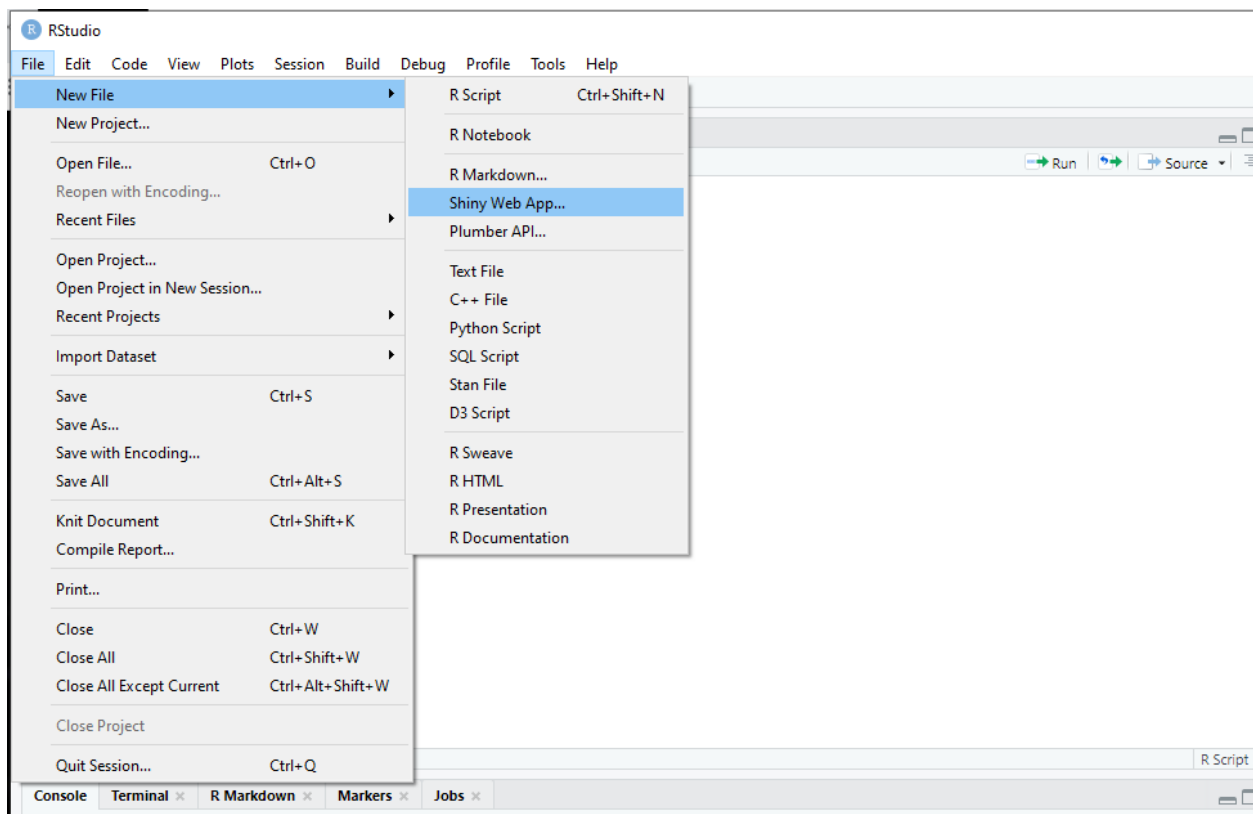 RStudio
File Edit Code View Plots Session Build Debug Profile Tools Help
New File
New Project...
Open File... Ctrl+O
Reopen with Encoding...
Recent Files
Open Project...
Open Project in New Session...
Recent Projects
Import Dataset
Save Ctrl+S
Save As...
Save with Encoding...
Save All Ctrl+Alt+S
Knit Document Ctrl+Shift+K
Compile Report...
Print...
Close Ctrl+W
Close All Ctrl+Shift+W
Close All Except Current Ctrl+Alt+Shift+W
Close Project
Quit Session... Ctrl+Q
R Script Ctrl+Shift+N
R Notebook
R Markdown...
Shiny Web App...
Plumber API...
Text File
C++ File
Python Script
SQL Script
Stan File
D3 Script
R Sweave
R HTML
R Presentation
R Documentation
Run Source
R Script
Console Terminal R Markdown Markers Jobs